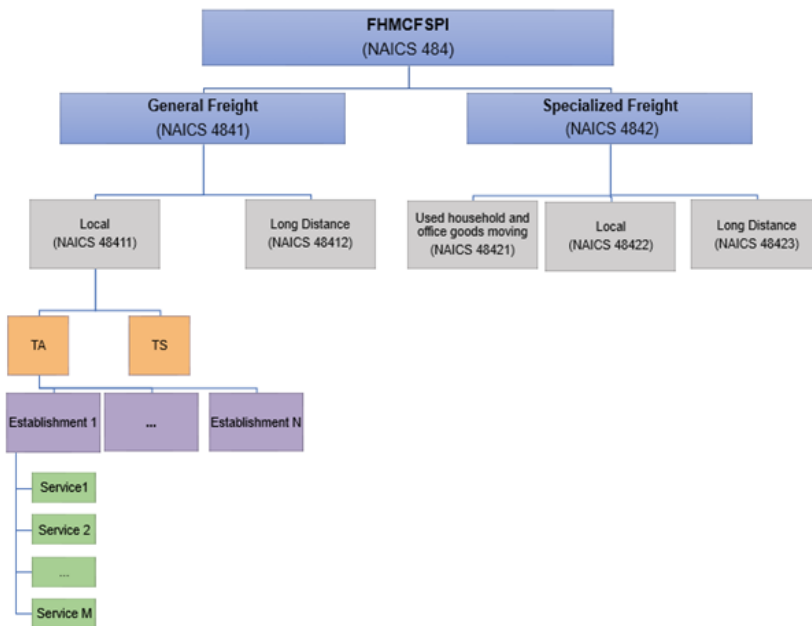 FHMCFSPI
(NAICS 484)
General Freight
(NAICS 4841)
Specialized Freight
(NAICS 4842)
Local
(NAICS 48411)
Long Distance
(NAICS 48412)
Used household and
office goods moving
(NAICS 48421)
Local
(NAICS 48422)
Long Distance
(NAICS 48423)
TA
TS
Establishment 1
...
Establishment N
Service1
Service 2
...
Service M